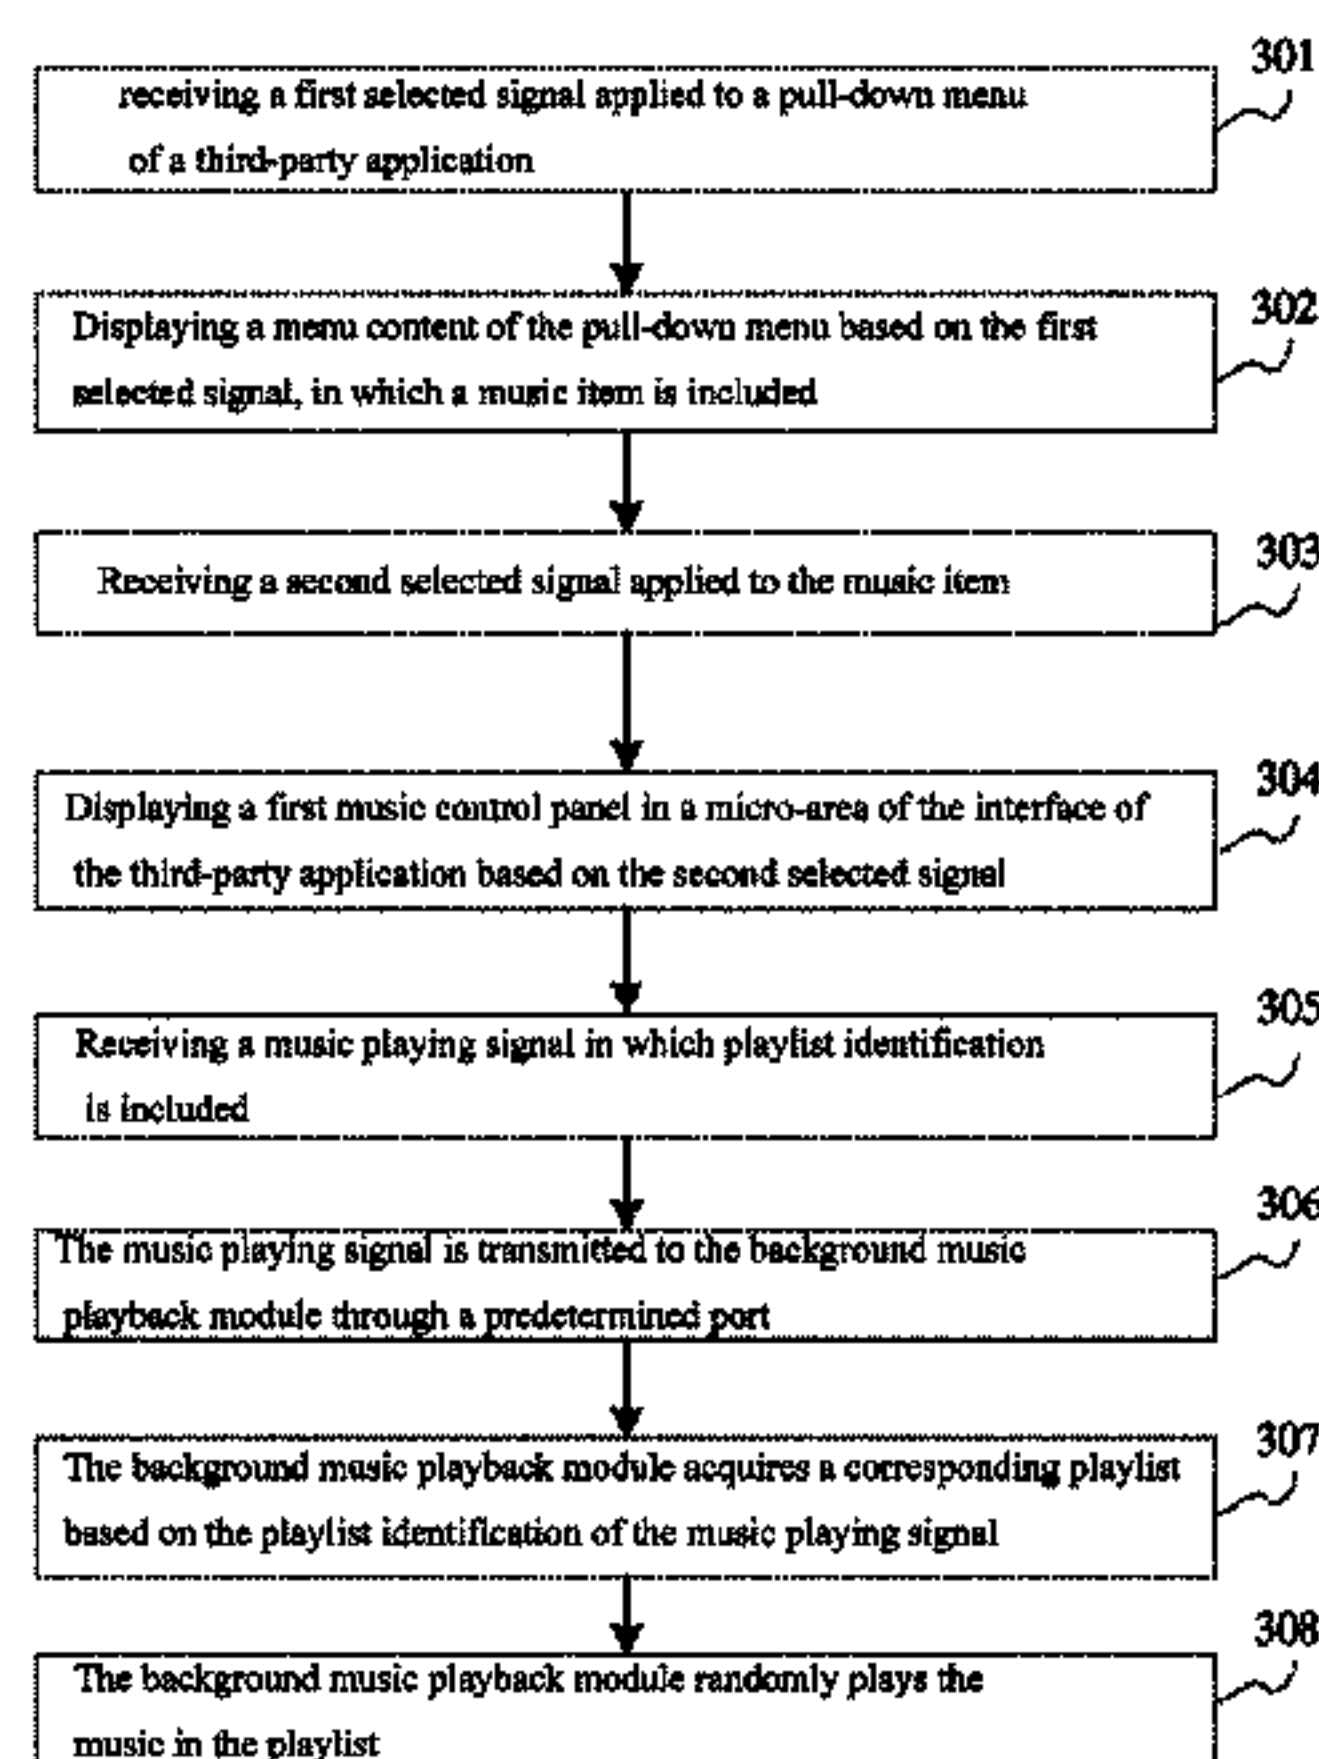 301
receiving a first selected signal applied to a pull-down menu
of a third-party application
302
Displaying a menu content of the pull-down menu based on the first
selected signal, in which a music item is included
303
Receiving a second selected signal applied to the music item
304
Displaying a first music control panel in a micro-area of the interface of
the third-party application based on the second selected signal
305
Receiving a music playing signal in which playlist identification
is included
306
The music playing signal is transmitted to the background music
playback module through a predetermined port
307
The background music playback module acquires a corresponding playlist
based on the playlist identification of the music playing signal
308
The background music playback module randomly plays the
music in the playlist